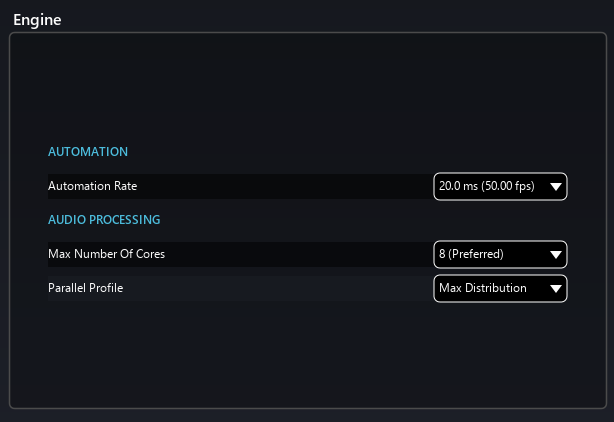 Engine
AUTOMATION
Automation Rate 20.0 ms (50.00 fps)
AUDIO PROCESSING
Max Number Of Cores 8 (Preferred)
Parallel Profile Max Distribution